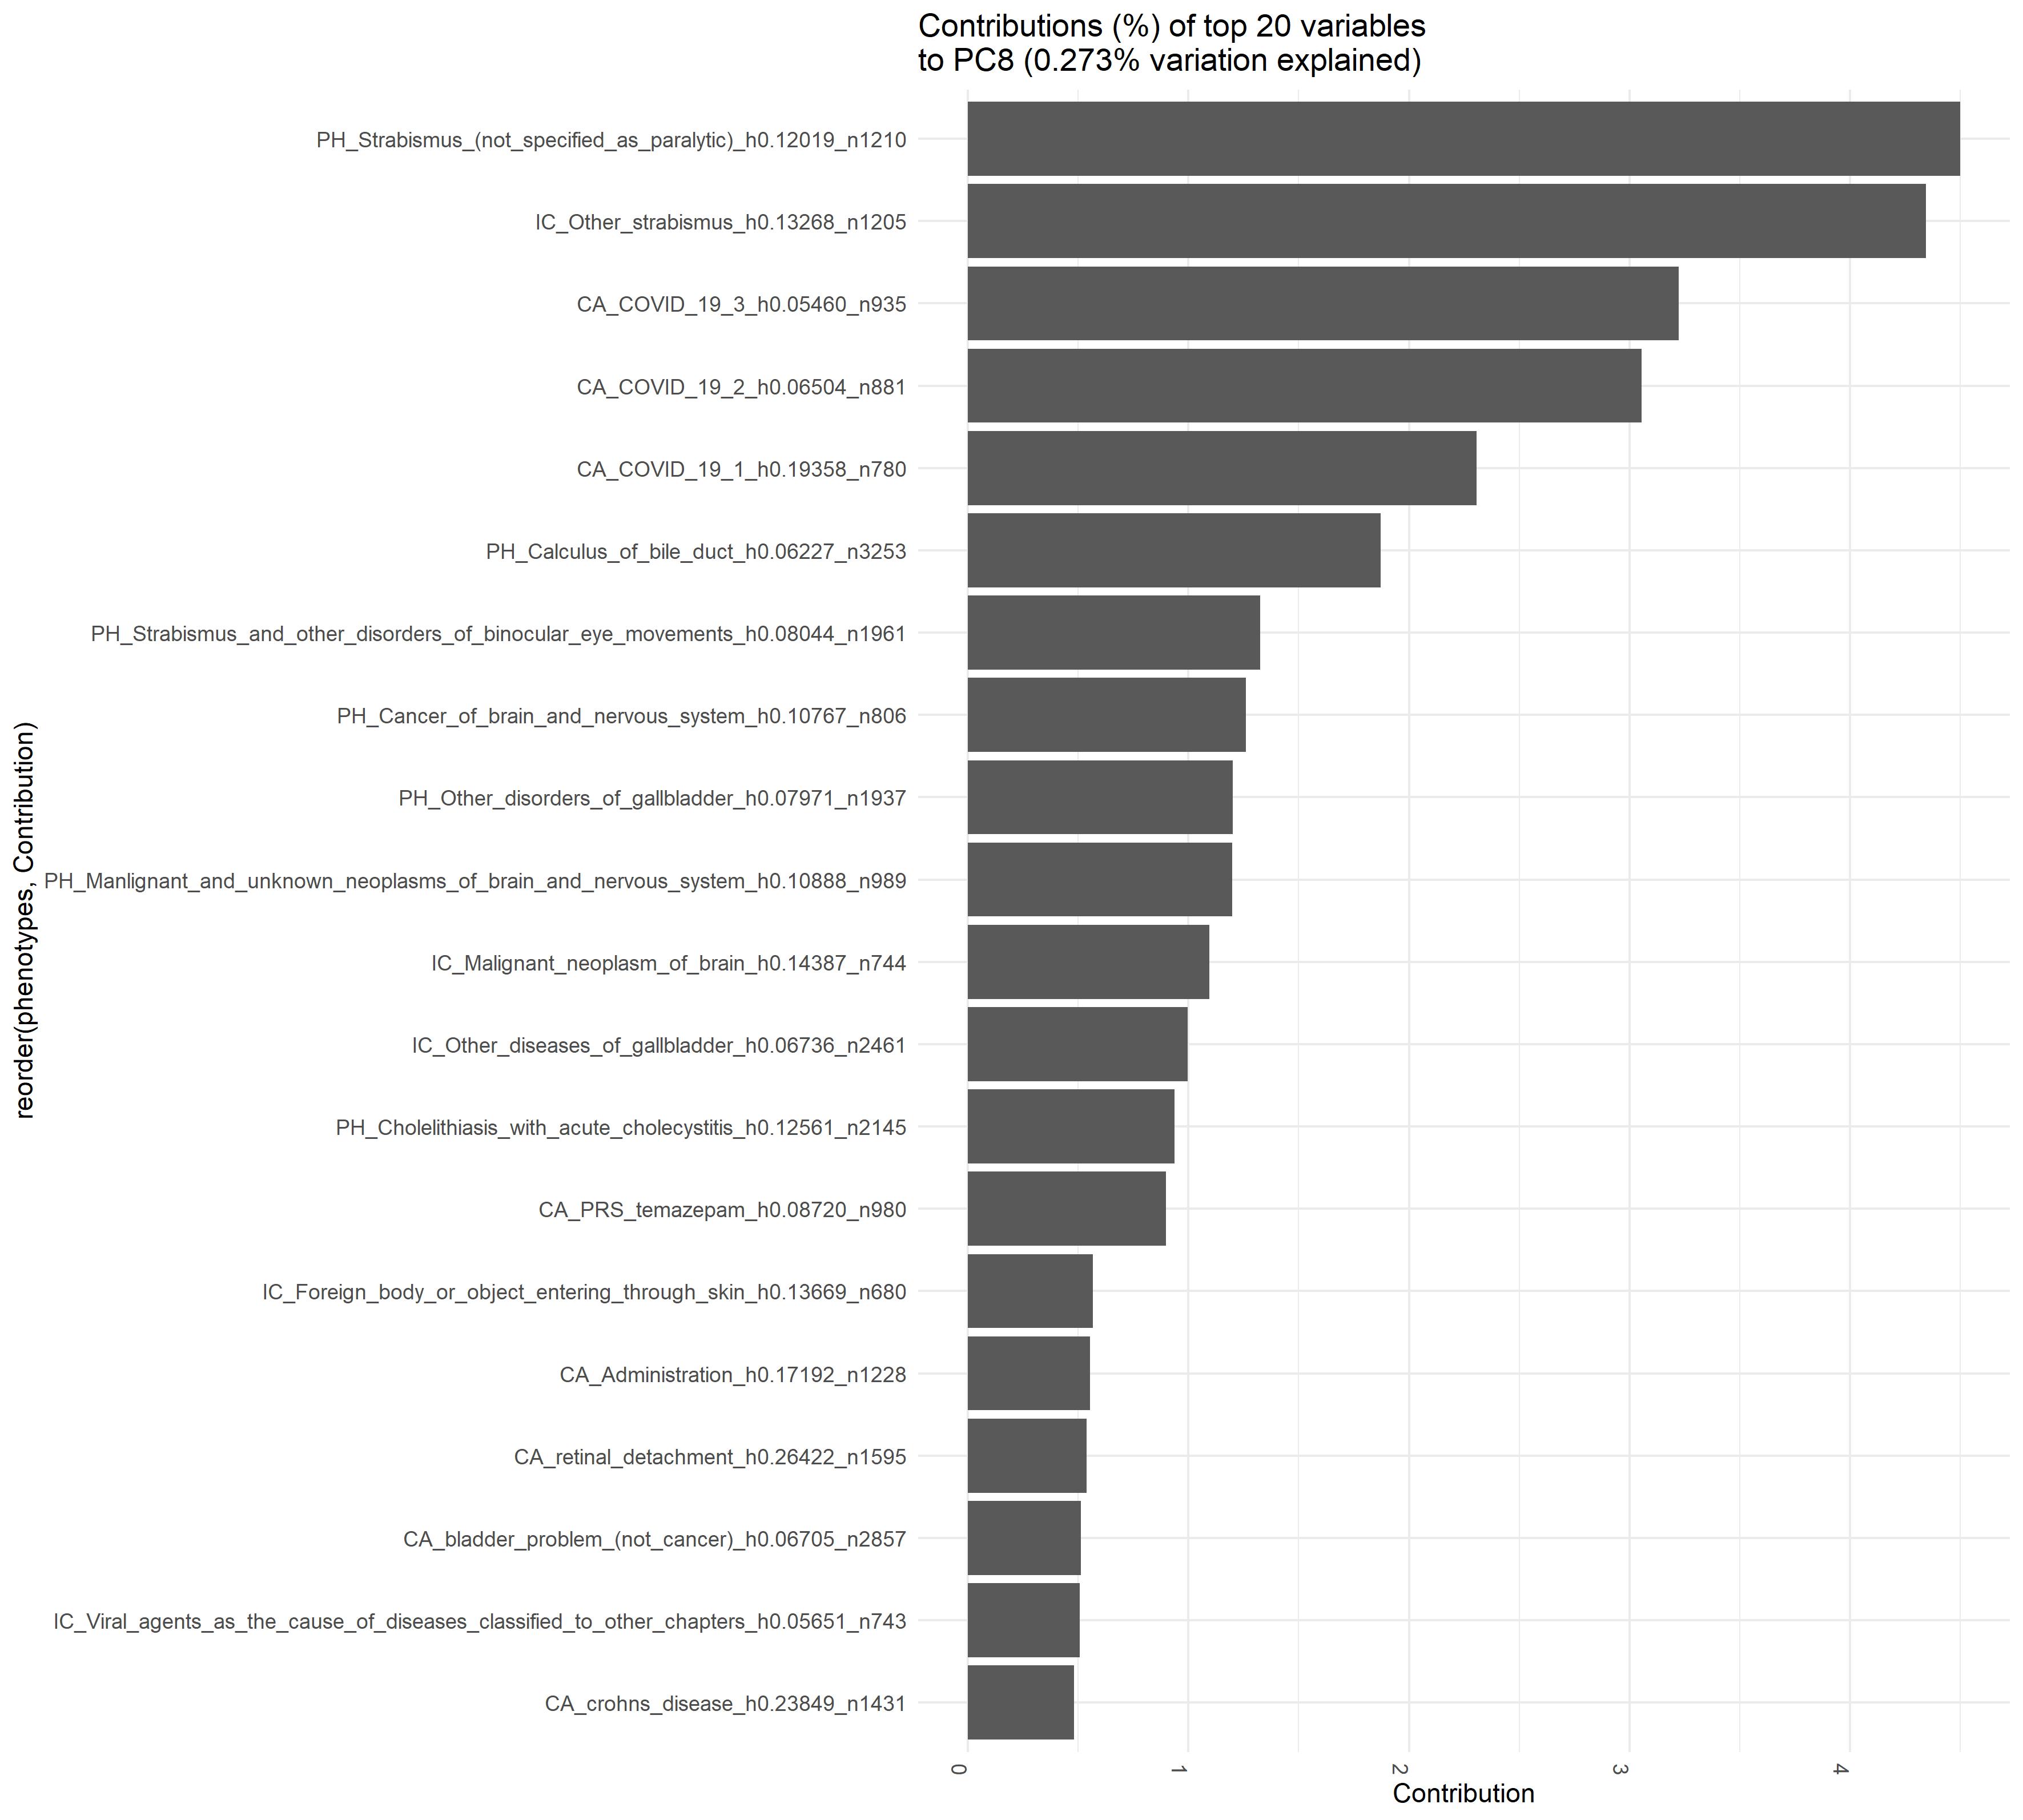 Contributions (%) of top 20 variables
to PC8 (0.273% variation explained)
PH_Strabismus_(not_specified_as_paralytic)_h0.12019_n1210
IC_Other_strabismus_h0.13268_n1205
CA_COVID_19_3_h0.05460_n935
CA_COVID_19_2_h0.06504_n881
CA_COVID_19_1_h0.19358_n780
PH_Calculus_of_bile_duct_h0.06227_n3253
PH_Strabismus_and_other_disorders_of_binocular_eye_movements_h0.08044_n1961
PH_Cancer_of_brain_and_nervous_system_h0.10767_n806
PH_Other_disorders_of_gallbladder_h0.07971_n1937
PH_Manlignant_and_unknown_neoplasms_of_brain_and_nervous_system_h0.10888_n989
IC_Malignant_neoplasm_of_brain_h0.14387_n744
IC_Other_diseases_of_gallbladder_h0.06736_n2461
PH_Cholelithiasis_with_acute_cholecystitis_h0.12561_n2145
CA_PRS_temazepam_h0.08720_n980
IC_Foreign_body_or_object_entering_through_skin_h0.13669_n680
CA_Administration_h0.17192_n1228
CA_retinal_detachment_h0.26422_n1595
CA_bladder_problem_(not_cancer)_h0.06705_n2857
IC_Viral_agents_as_the_cause_of_diseases_classified_to_other_chapters_h0.05651_n743
CA_crohns_disease_h0.23849_n1431
reorder(phenotypes, Contribution)
0 1 2 3 4
Contribution